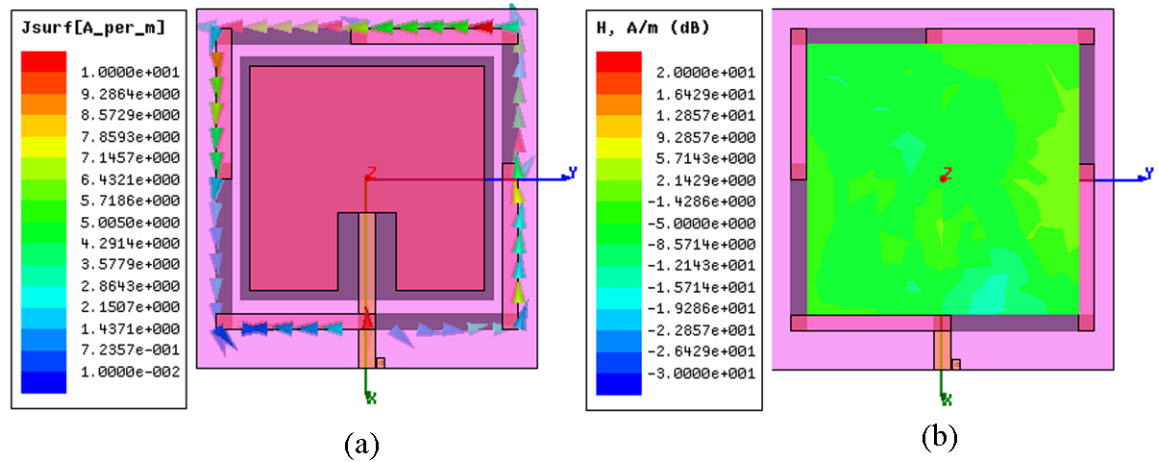 Jsurf[A_per_m]
1.0000e+001
9.2864e+000
8.5729e+000
7.8593e+000
7.1457e+000
6.4321e+000
5.7186e+000
5.0050e+000
4.2914e+000
3.5779e+000
2.8643e+000
2.1507e+000
1.4371e+000
7.2357e-001
1.0000e-002
Z
Y
X
(a)
H, A/m (dB)
2.0000e+001
1.6429e+001
1.2857e+001
9.2857e+000
5.7143e+000
2.1429e+000
-1.4286e+000
-5.0000e+000
-8.5714e+000
-1.2143e+001
-1.5714e+001
-1.9286e+001
-2.2857e+001
-2.6429e+001
-3.0000e+001
Z
Y
X
(b)